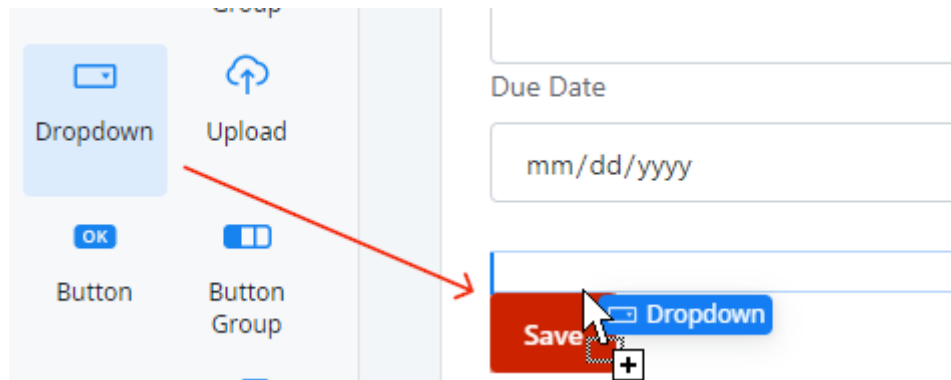 Group
Dropdown
Upload
OK
Button
Button
Group
Due Date
mm/dd/yyyy
Save
Dropdown